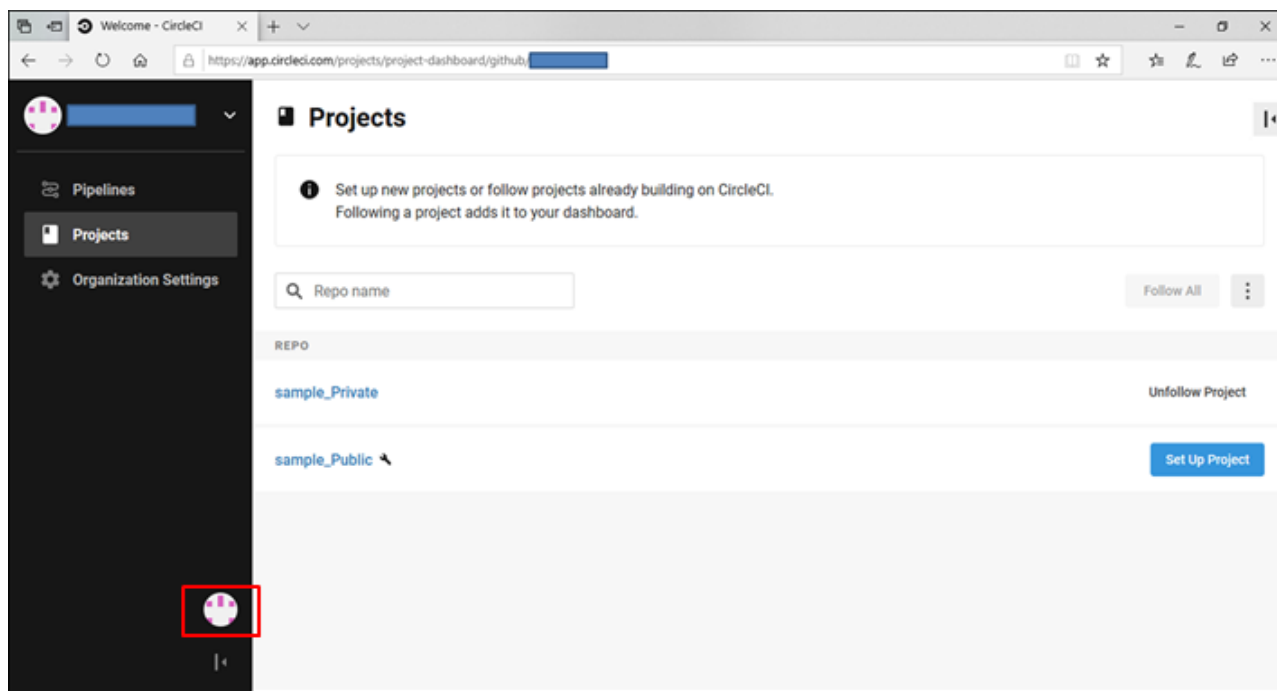 Welcome - CircleCI
https://app.circleci.com/projects/project-dashboard/github/
Projects
Set up new projects or follow projects already building on CircleCI.
Following a project adds it to your dashboard.
Pipelines
Projects
Organization Settings
Repo name
Follow All
REPO
sample_Private
Unfollow Project
sample_Public
Set Up Project